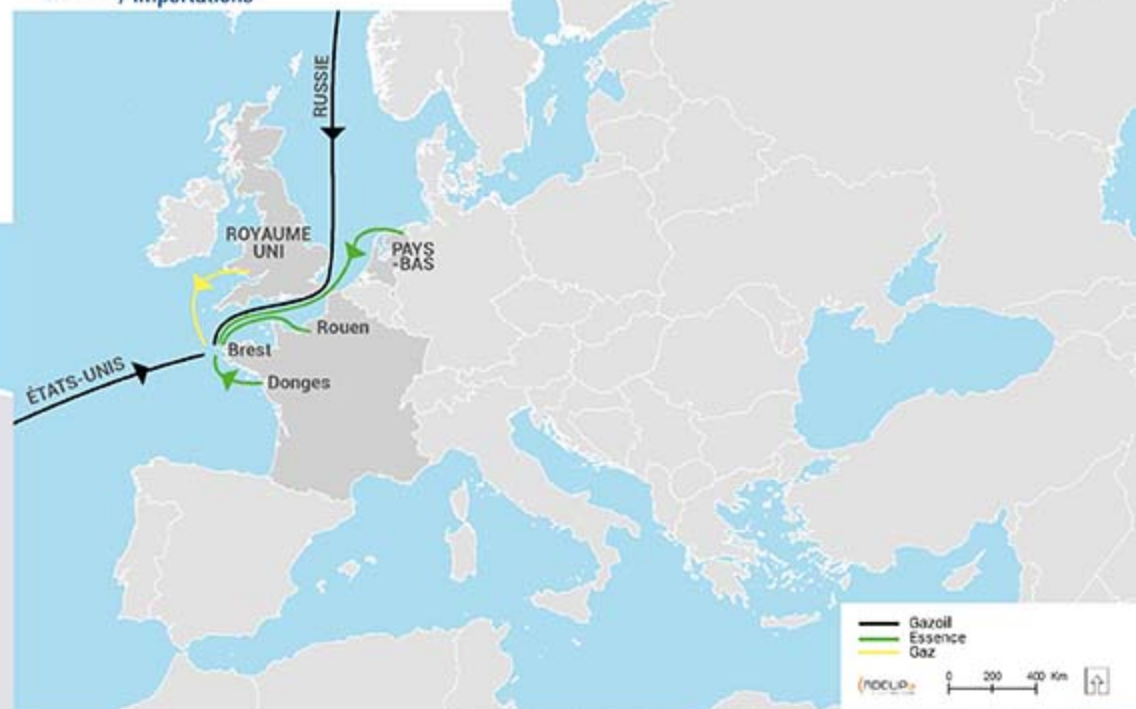 / Importations
RUSSIE
ROYAUME
UNI
PAYS
-BAS
Rouen
Brest
ÉTATS-UNIS
Donges
Gazoil
Essence
Gaz
0 200 400 Km